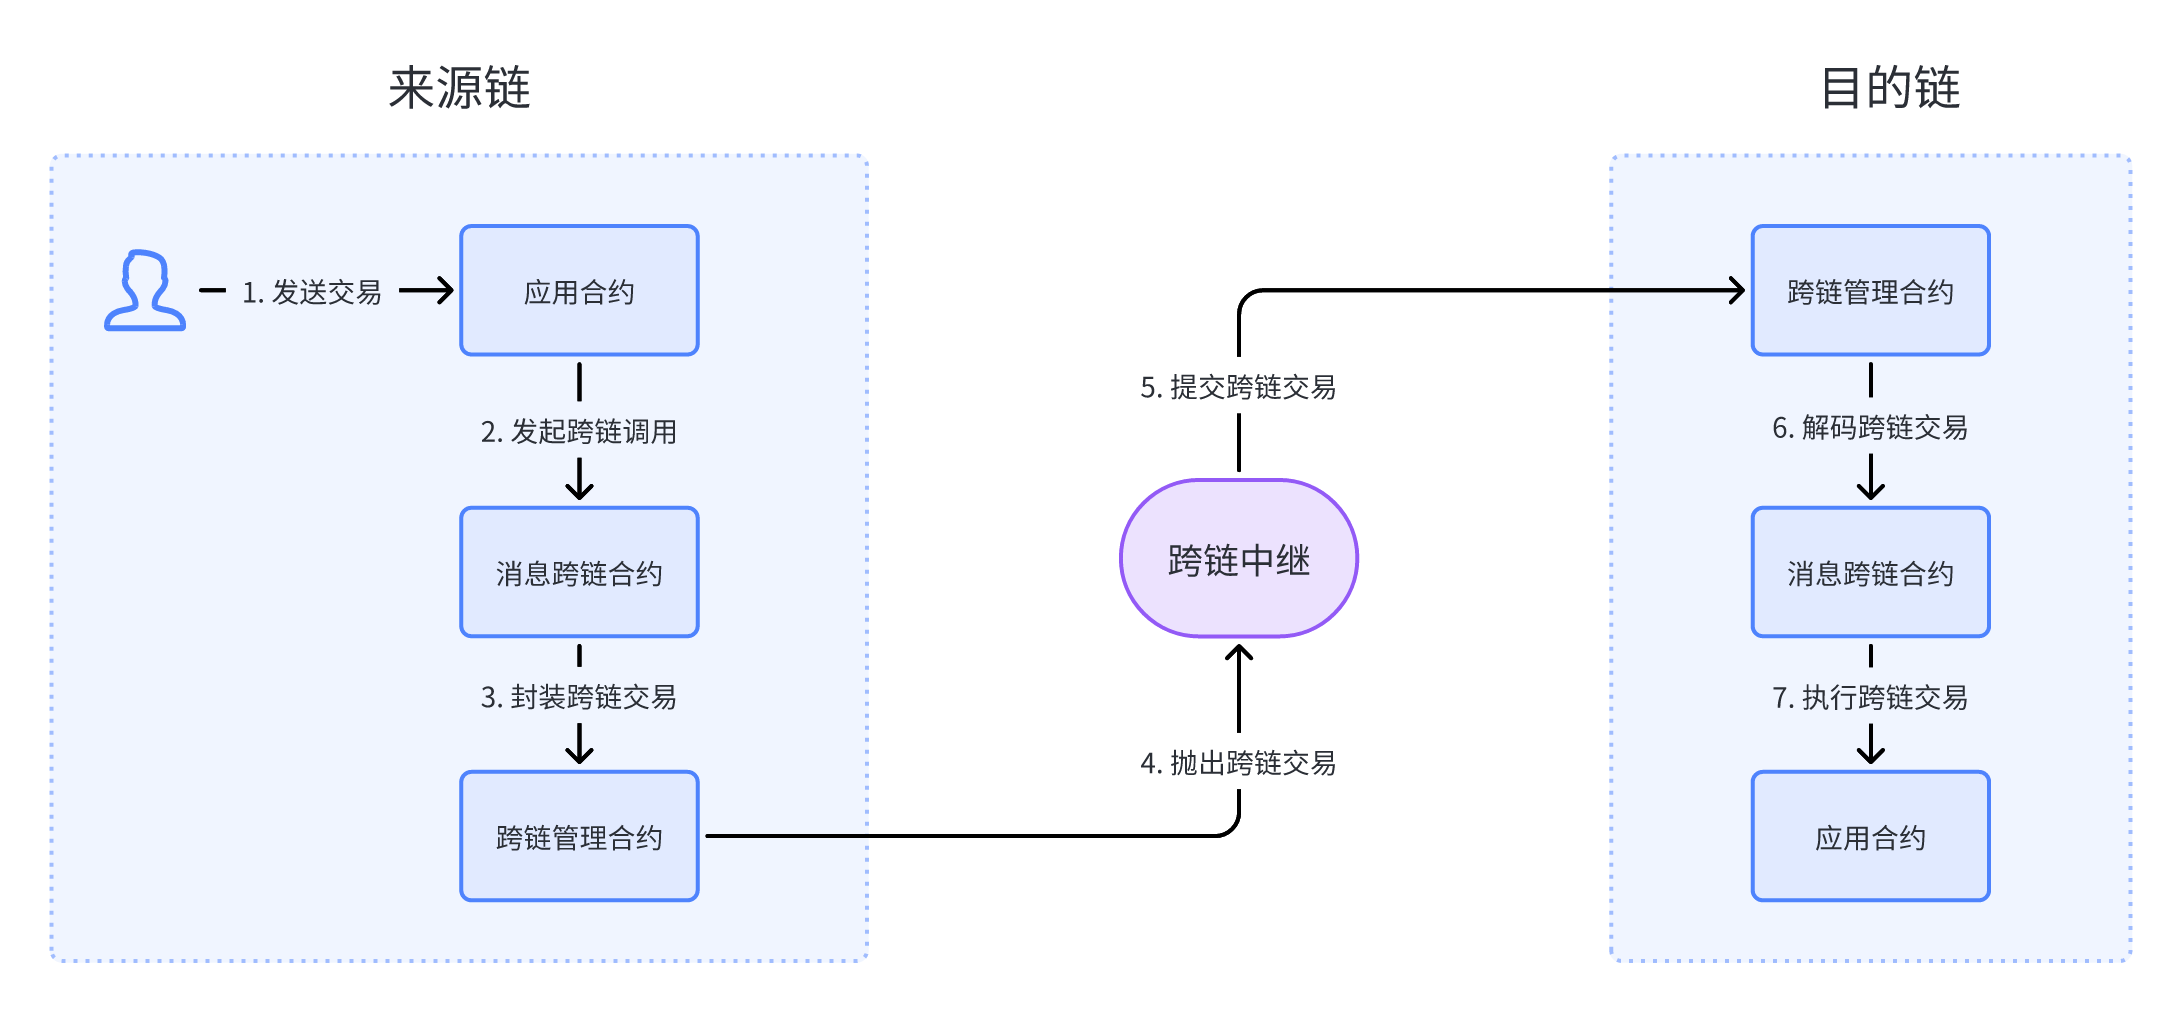 来源链
目的链
1. 发送交易
应用合约
2. 发起跨链调用
消息跨链合约
3. 封装跨链交易
跨链管理合约
4. 抛出跨链交易
跨链中继
5. 提交跨链交易
跨链管理合约
6. 解码跨链交易
消息跨链合约
7. 执行跨链交易
应用合约